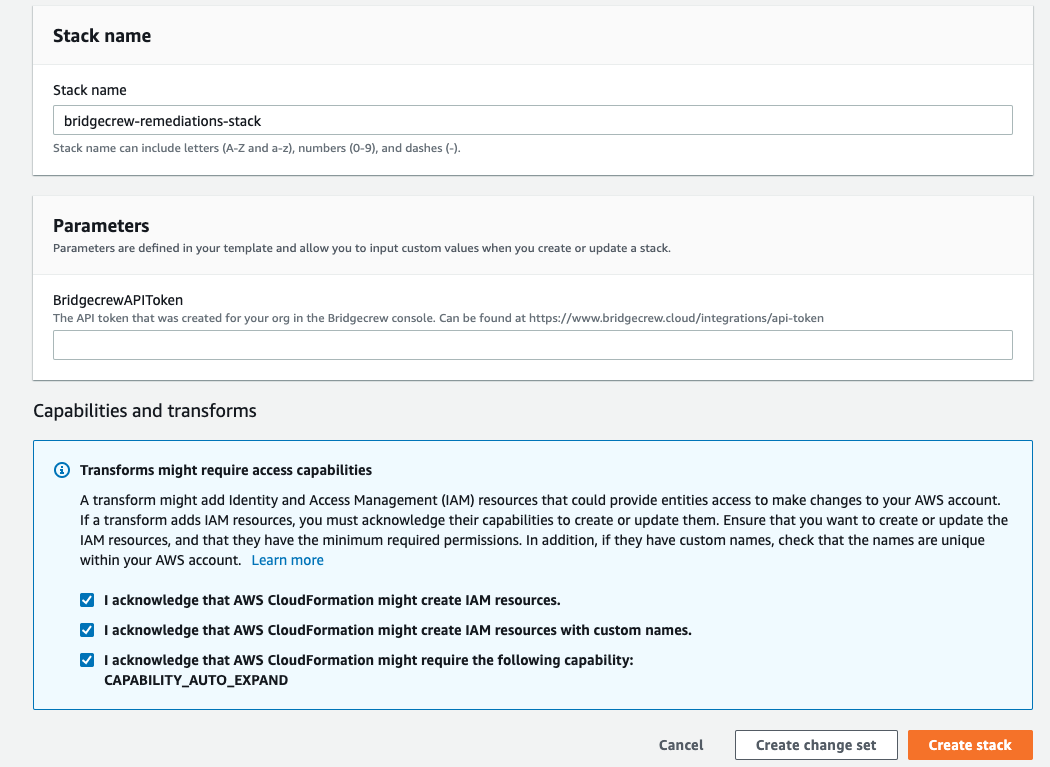 Stack name
Stack name
bridgecrew-remediations-stack
Stack name can include letters (A-Z and a-z), numbers (0-9), and dashes (-).
Parameters
Parameters are defined in your template and allow you to input custom values when you create or update a stack.
BridgecrewAPIToken
The API token that was created for your org in the Bridgecrew console. Can be found at https://www.bridgecrew.cloud/integrations/api-token
Capabilities and transforms
Transforms might require access capabilities
A transform might add Identity and Access Management (IAM) resources that could provide entities access to make changes to your AWS account.
If a transform adds IAM resources, you must acknowledge their capabilities to create or update them. Ensure that you want to create or update the
IAM resources, and that they have the minimum required permissions. In addition, if they have custom names, check that the names are unique
within your AWS account. Learn more
I acknowledge that AWS CloudFormation might create IAM resources.
I acknowledge that AWS CloudFormation might create IAM resources with custom names.
I acknowledge that AWS CloudFormation might require the following capability:
CAPABILITY_AUTO_EXPAND
Cancel Create change set Create stack